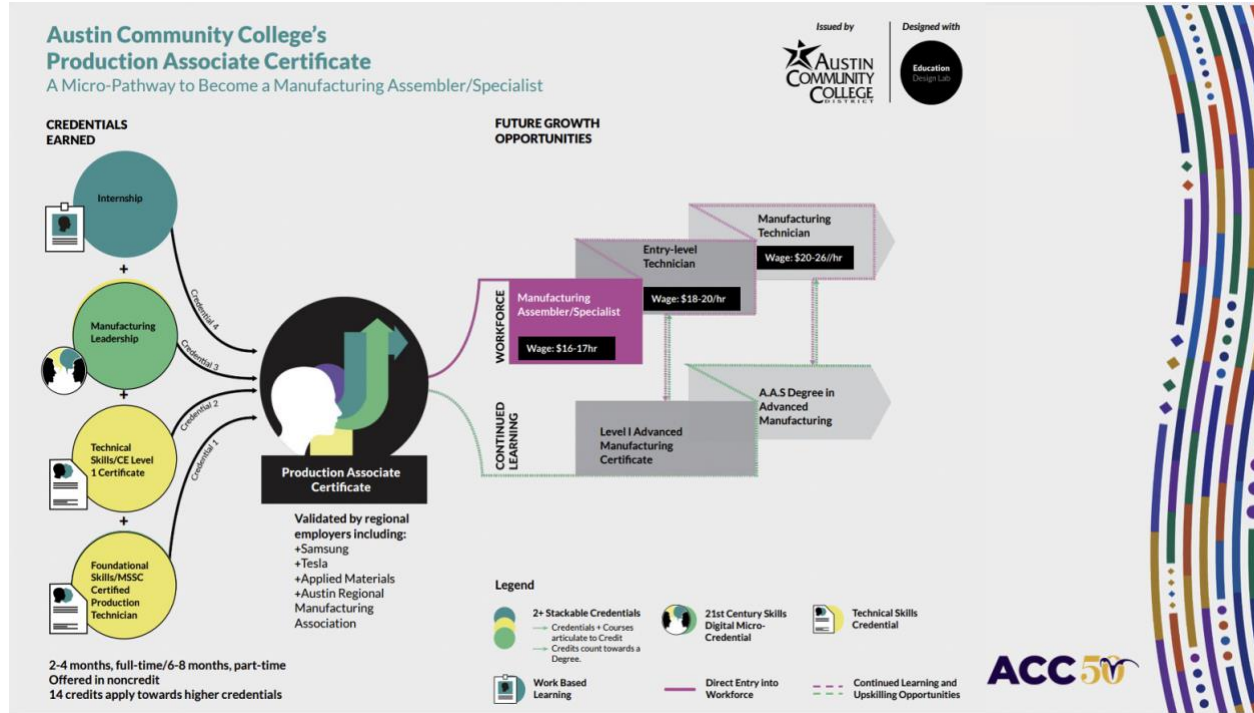 Austin Community College's
Production Associate Certificate
A Micro-Pathway to Become a Manufacturing Assembler/Specialist
Issued by
AUSTIN
COMMUNITY
COLLEGE
DISTRICT
Designed with
Education
Design Lab
CREDENTIALS
EARNED
Internship
+
Manufacturing
Leadership
+
Technical
Skills/CE Level
1 Certificate
+
Foundational
Skills/MSSC
Certified
Production
Technician
Credential 4
Credential 3
Credential 2
Credential 1
2-4 months, full-time/6-8 months, part-time
Offered in noncredit
14 credits apply towards higher credentials
Production Associate
Certificate
Validated by regional
employers including:
+Samsung
+Tesla
+Applied Materials
+Austin Regional
Manufacturing
Association
FUTURE GROWTH
OPPORTUNITIES
WORKFORCE
Manufacturing
Assembler/Specialist
Wage: $16-17hr
Entry-level
Technician
Wage: $18-20/hr
Manufacturing
Technician
Wage: $20-26//hr
CONTINUED
LEARNING
Level I Advanced
Manufacturing
Certificate
A.A.S Degree in
Advanced
Manufacturing
Legend
2+ Stackable Credentials
Credentials + Courses
articulate to Credit
Credits count towards a
Degree.
21st Century Skills
Digital Micro-
Credential
Technical Skills
Credential
Work Based
Learning
Direct Entry into
Workforce
Continued Learning and
Upskilling Opportunities
ACC50